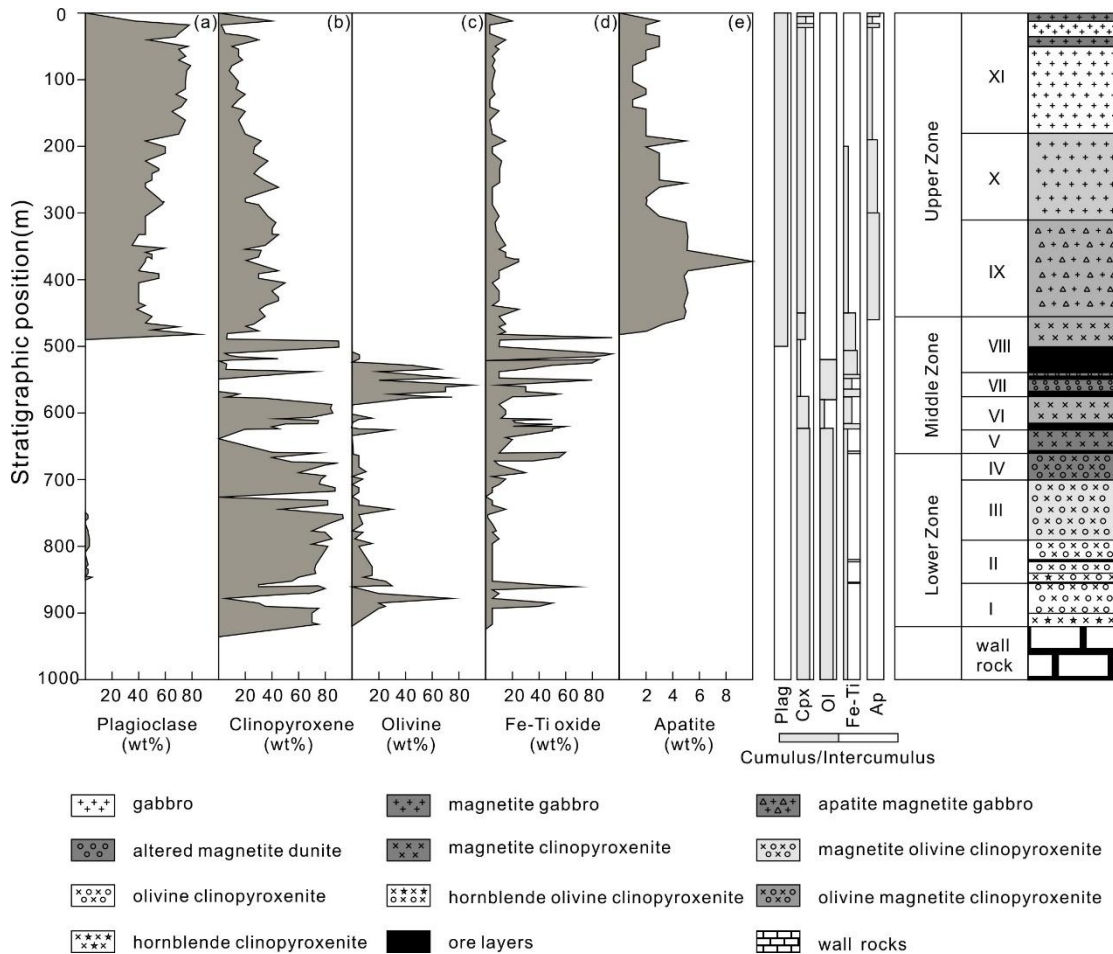 (a)
(b)
(c)
(d)
(e)
Stratigraphic position(m)
0
100
200
300
400
500
600
700
800
900
1000
20 40 60 80
20 40 60 80
20 40 60 80
20 40 60 80
2 4 6 8
Plagioclase
(wt%)
Clinopyroxene
(wt%)
Olivine
(wt%)
Fe-Ti oxide
(wt%)
Apatite
(wt%)
Plag
Cpx
Ol
Fe-Ti
Ap
Cumulus/Intercumulus
Upper Zone
Middle Zone
Lower Zone
XI
X
IX
VIII
VII
VI
V
IV
III
II
I
wall
rock
gabbro
magnetite gabbro
apatite magnetite gabbro
altered magnetite dunite
magnetite clinopyroxenite
magnetite olivine clinopyroxenite
olivine clinopyroxenite
hornblende olivine clinopyroxenite
olivine magnetite clinopyroxenite
hornblende clinopyroxenite
ore layers
wall rocks